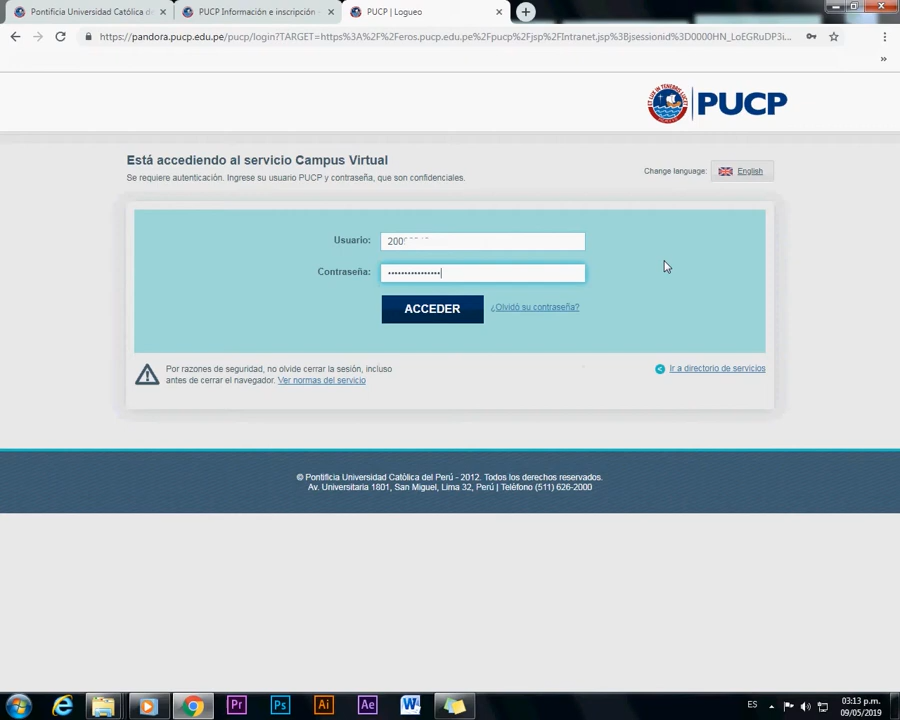 Pontificia Universidad Católica de
PUCP Información e inscripción
PUCP | Logueo
https://pandora.pucp.edu.pe/pucp/login?TARGET=https%3A%2F%2Feros.pucp.edu.pe%2Fpucp%2Fjsp%2FIntranet.jsp%3Bjsessionid%3D0000HN_LoEGRuDP3i...
PUCP
Está accediendo al servicio Campus Virtual
Se requiere autenticación. Ingrese su usuario PUCP y contraseña, que son confidenciales.
Change language: English
Usuario:
Contraseña:
ACCEDER ¿Olvidó su contraseña?
Por razones de seguridad, no olvide cerrar la sesión, incluso
antes de cerrar el navegador. Ver normas del servicio
Ir a directorio de servicios
© Pontificia Universidad Católica del Perú - 2012. Todos los derechos reservados.
Av. Universitaria 1801, San Miguel, Lima 32, Perú | Teléfono (511) 626-2000
Pr Ps Ai Ae W
ES
03:13 p.m.
09/05/2019